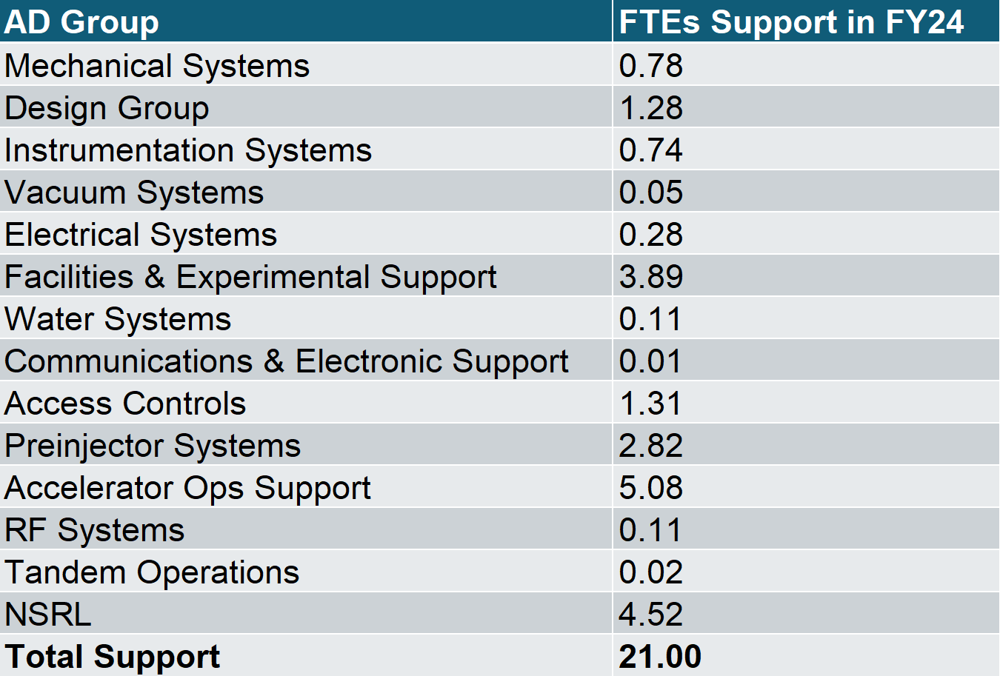 AD Group FTEs Support in FY24
Mechanical Systems 0.78
Design Group 1.28
Instrumentation Systems 0.74
Vacuum Systems 0.05
Electrical Systems 0.28
Facilities & Experimental Support 3.89
Water Systems 0.11
Communications & Electronic Support 0.01
Access Controls 1.31
Preinjector Systems 2.82
Accelerator Ops Support 5.08
RF Systems 0.11
Tandem Operations 0.02
NSRL 4.52
Total Support 21.00